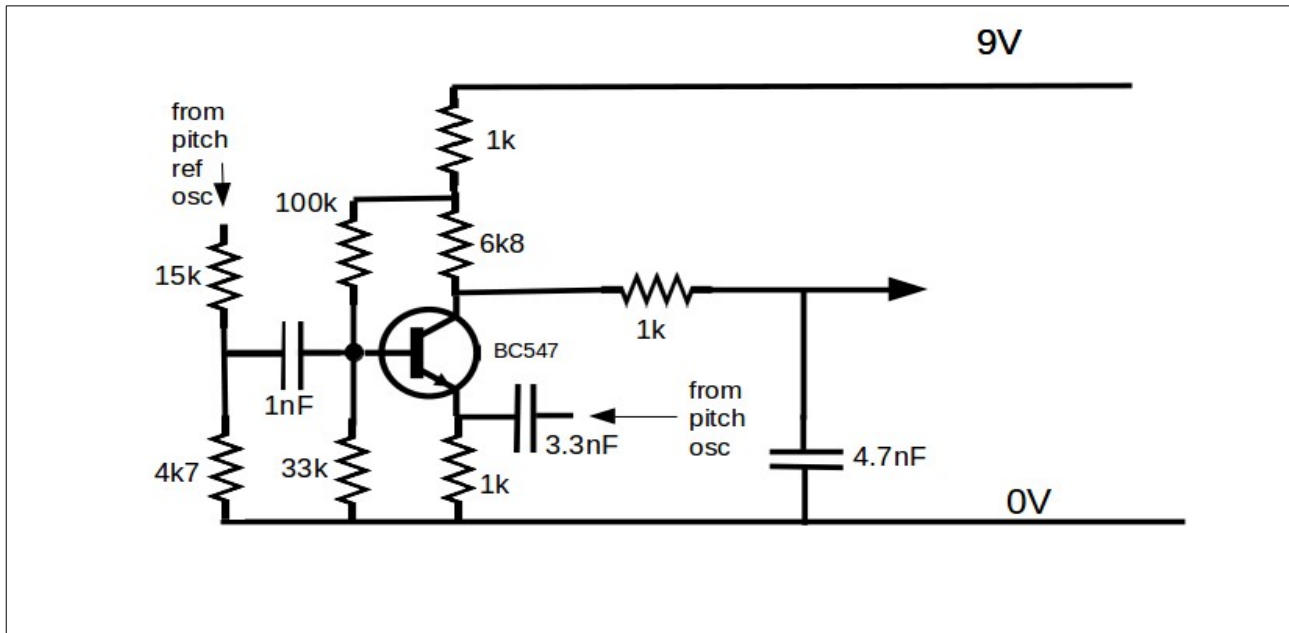 9V
from
pitch
ref
osc
1k
100k
6k8
15k
1k
BC547
1nF
from
pitch
osc
3.3nF
4k7
33k
1k
4.7nF
0V